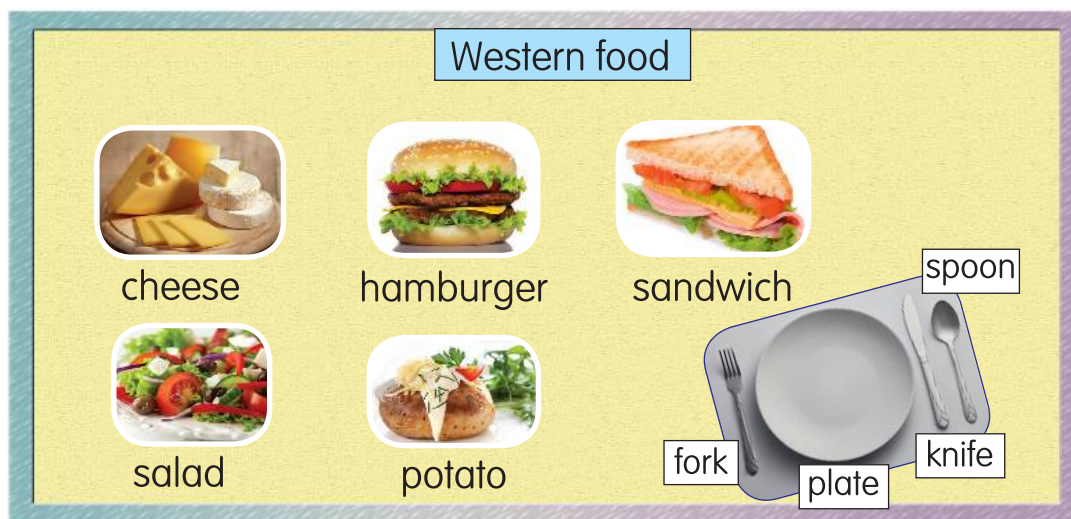 Western food
cheese
hamburger
sandwich
spoon
salad
potato
fork
plate
knife